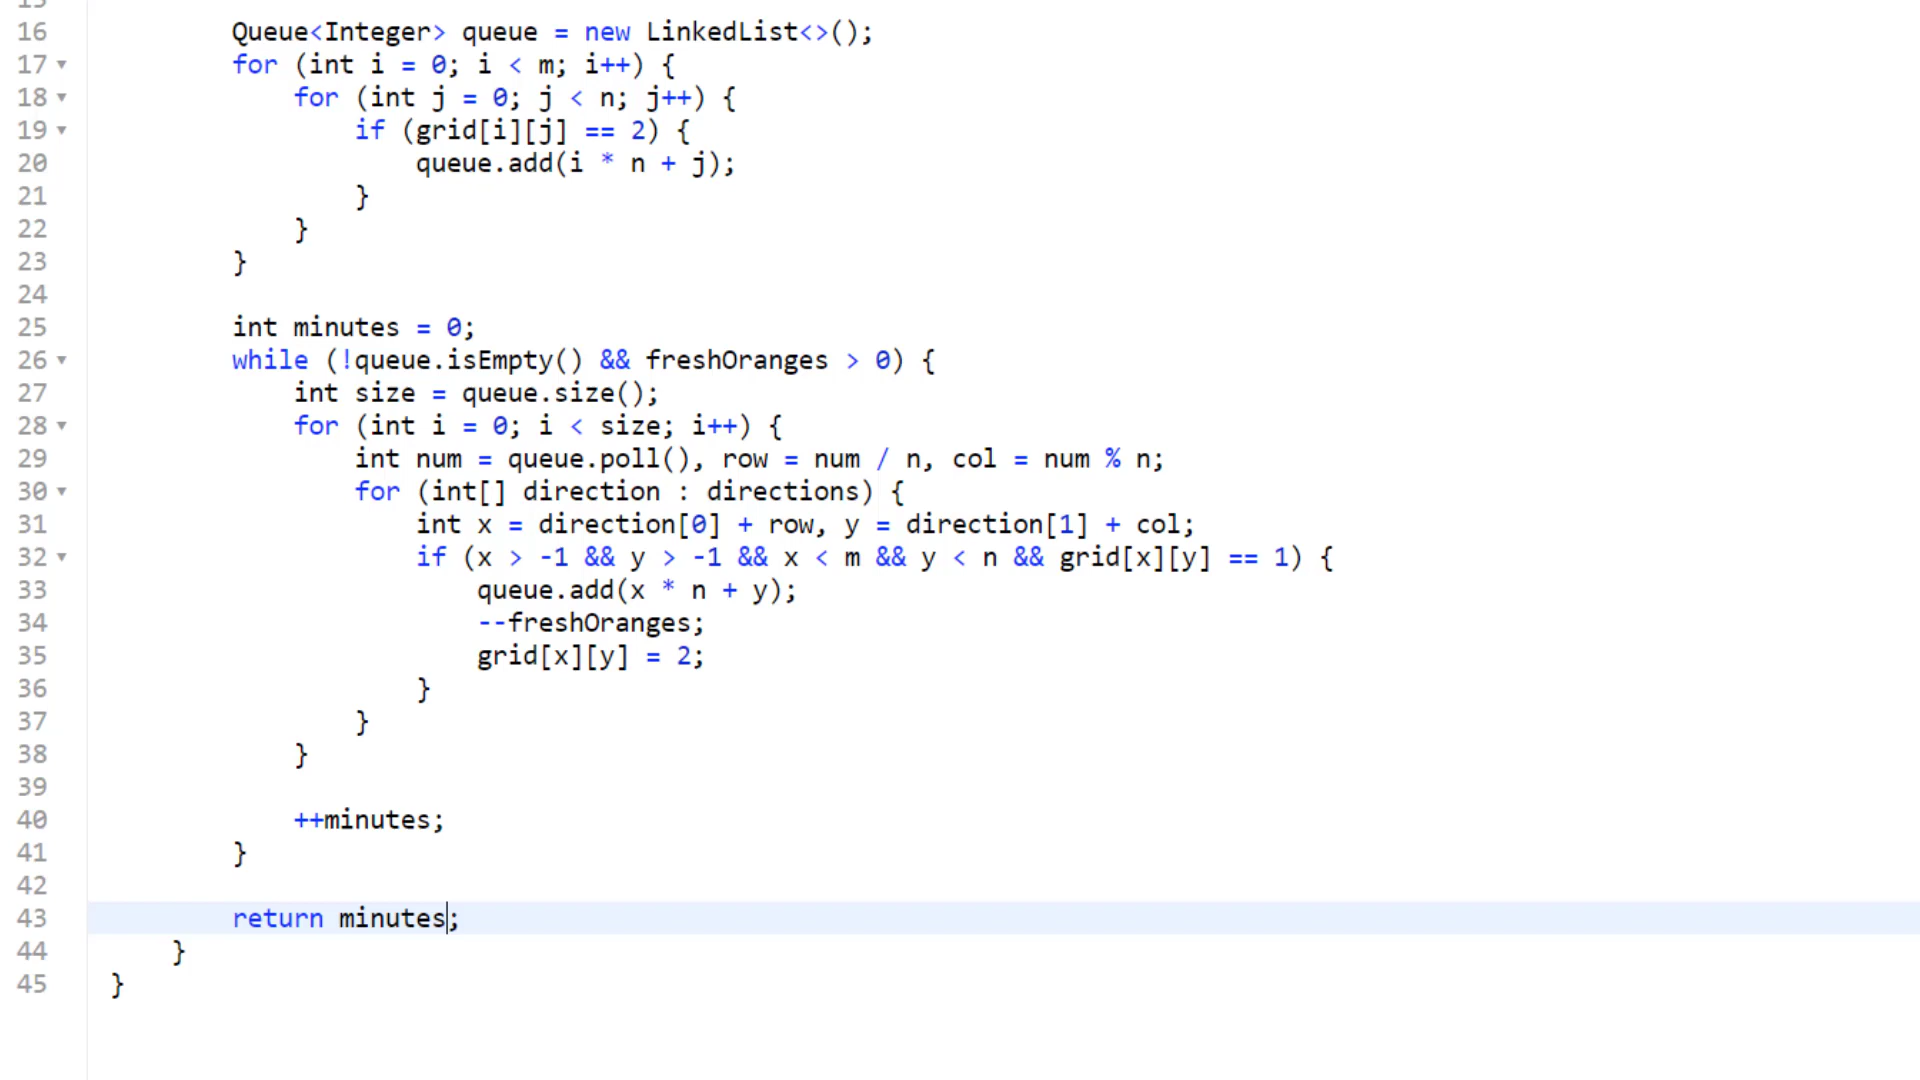 16 Queue<Integer> queue = new LinkedList<>();
17 for (int i = 0; i < m; i++) {
18 for (int j = 0; j < n; j++) {
19 if (grid[i][j] == 2) {
20 queue.add(i * n + j);
21 }
22 }
23 }
24
25 int minutes = 0;
26 while (!queue.isEmpty() && freshOranges > 0) {
27 int size = queue.size();
28 for (int i = 0; i < size; i++) {
29 int num = queue.poll(), row = num / n, col = num % n;
30 for (int[] direction : directions) {
31 int x = direction[0] + row, y = direction[1] + col;
32 if (x > -1 && y > -1 && x < m && y < n && grid[x][y] == 1) {
33 queue.add(x * n + y);
34 --freshOranges;
35 grid[x][y] = 2;
36 }
37 }
38 }
39
40 ++minutes;
41 }
42
43 return minutes;
44 }
45 }